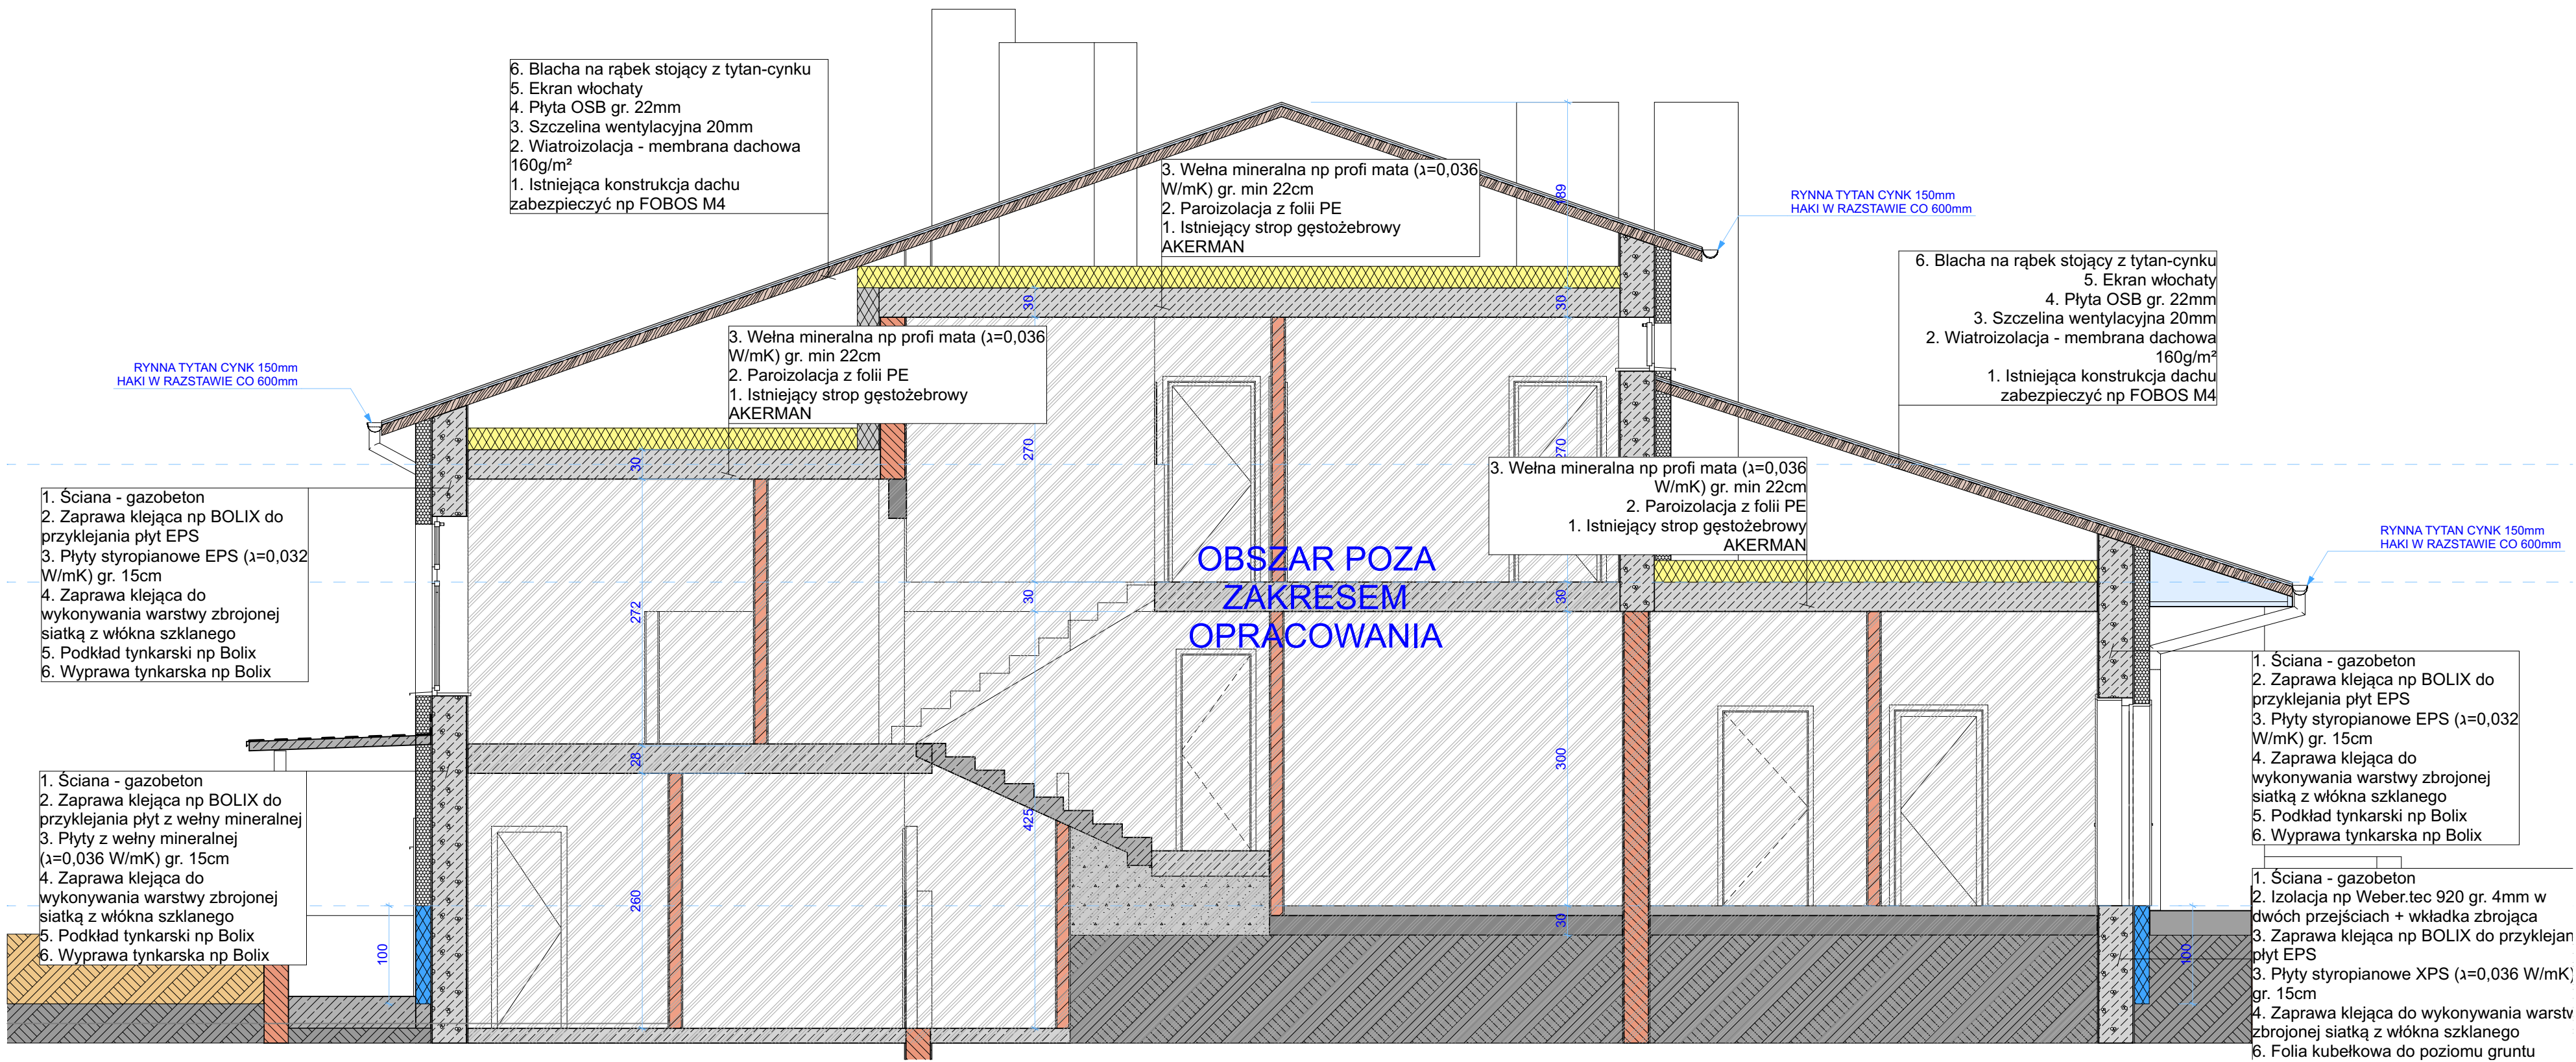 6. Blacha na rąbek stojący z tytan-cynku
5. Ekran włochaty
4. Płyta OSB gr. 22mm
3. Szczelina wentylacyjna 20mm
2. Wiatroizolacja - membrana dachowa
160g/m²
1. Istniejąca konstrukcja dachu
zabezpieczyć np FOBOS M4
3. Wełna mineralna np profi mata (λ=0,036
W/mK) gr. min 22cm
2. Paroizolacja z folii PE
1. Istniejący strop gęstożebrowy
AKERMAN
189
RYNNA TYTAN CYNK 150mm
HAKI W RAZSTAWIE CO 600mm
6. Blacha na rąbek stojący z tytan-cynku
5. Ekran włochaty
4. Płyta OSB gr. 22mm
3. Szczelina wentylacyjna 20mm
2. Wiatroizolacja - membrana dachowa
160g/m²
1. Istniejąca konstrukcja dachu
zabezpieczyć np FOBOS M4
30
30
3. Wełna mineralna np profi mata (λ=0,036
W/mK) gr. min 22cm
2. Paroizolacja z folii PE
1. Istniejący strop gęstożebrowy
AKERMAN
RYNNA TYTAN CYNK 150mm
HAKI W RAZSTAWIE CO 600mm
30
270
270
3. Wełna mineralna np profi mata (λ=0,036
W/mK) gr. min 22cm
2. Paroizolacja z folii PE
1. Istniejący strop gęstożebrowy
AKERMAN
1. Ściana - gazobeton
2. Zaprawa klejąca np BOLIX do
przyklejania płyt EPS
3. Płyty styropianowe EPS (λ=0,032
W/mK) gr. 15cm
4. Zaprawa klejąca do
wykonywania warstwy zbrojonej
siatką z włókna szklanego
5. Podkład tynkarski np Bolix
6. Wyprawa tynkarska np Bolix
RYNNA TYTAN CYNK 150mm
HAKI W RAZSTAWIE CO 600mm
OBSZAR POZA
ZAKRESEM
OPRACOWANIA
272
30
30
1. Ściana - gazobeton
2. Zaprawa klejąca np BOLIX do
przyklejania płyt EPS
3. Płyty styropianowe EPS (λ=0,032
W/mK) gr. 15cm
4. Zaprawa klejąca do
wykonywania warstwy zbrojonej
siatką z włókna szklanego
5. Podkład tynkarski np Bolix
6. Wyprawa tynkarska np Bolix
28
300
425
260
1. Ściana - gazobeton
2. Zaprawa klejąca np BOLIX do
przyklejania płyt z wełny mineralnej
3. Płyty z wełny mineralnej
(λ=0,036 W/mK) gr. 15cm
4. Zaprawa klejąca do
wykonywania warstwy zbrojonej
siatką z włókna szklanego
5. Podkład tynkarski np Bolix
6. Wyprawa tynkarska np Bolix
100
30
100
1. Ściana - gazobeton
2. Izolacja np Weber.tec 920 gr. 4mm w
dwóch przejściach + wkładka zbrojąca
3. Zaprawa klejąca np BOLIX do przyklejan
płyt EPS
3. Płyty styropianowe XPS (λ=0,036 W/mK)
gr. 15cm
4. Zaprawa klejąca do wykonywania warstw
zbrojonej siatką z włókna szklanego
6. Folia kubełkowa do poziomu gruntu